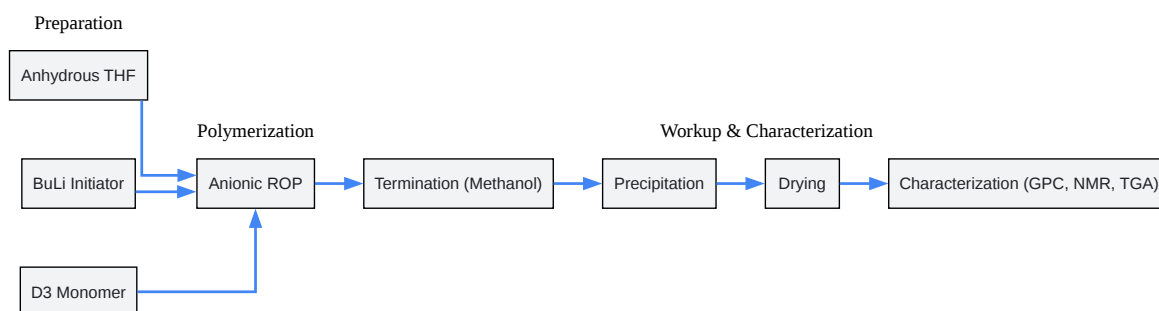 Preparation
Anhydrous THF
Polymerization
Workup & Characterization
BuLi Initiator
Anionic ROP
Termination (Methanol)
Precipitation
Drying
Characterization (GPC, NMR, TGA)
D3 Monomer